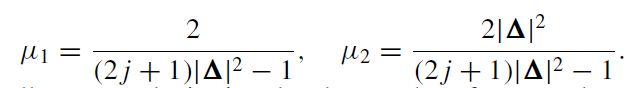 μ₁ = 2 / ((2j + 1)|Δ|² − 1), μ₂ = 2|Δ|² / ((2j + 1)|Δ|² − 1).